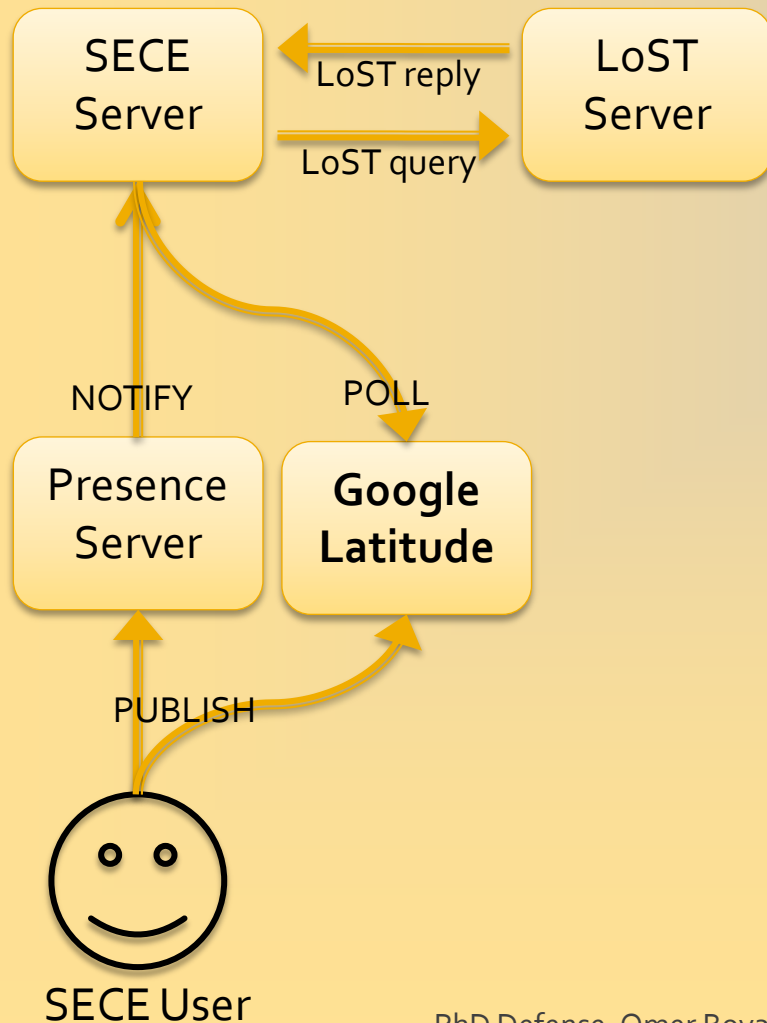 SECE
Server
LoST
Server
LoST reply
LoST query
NOTIFY
POLL
Presence
Server
Google
Latitude
PUBLISH
SECE User
PhD Defense, Omer